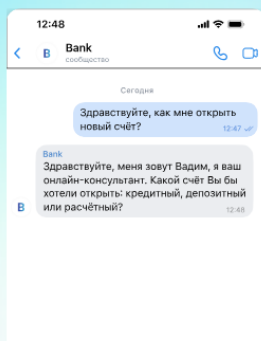 12:48
B
Bank
сообщество
Сегодня
Здравствуйте, как мне открыть
новый счёт?
12:47
Bank
Здравствуйте, меня зовут Вадим, я ваш
онлайн-консультант. Какой счёт Вы бы
хотели открыть: кредитный, депозитный
или расчётный?
12:48
B